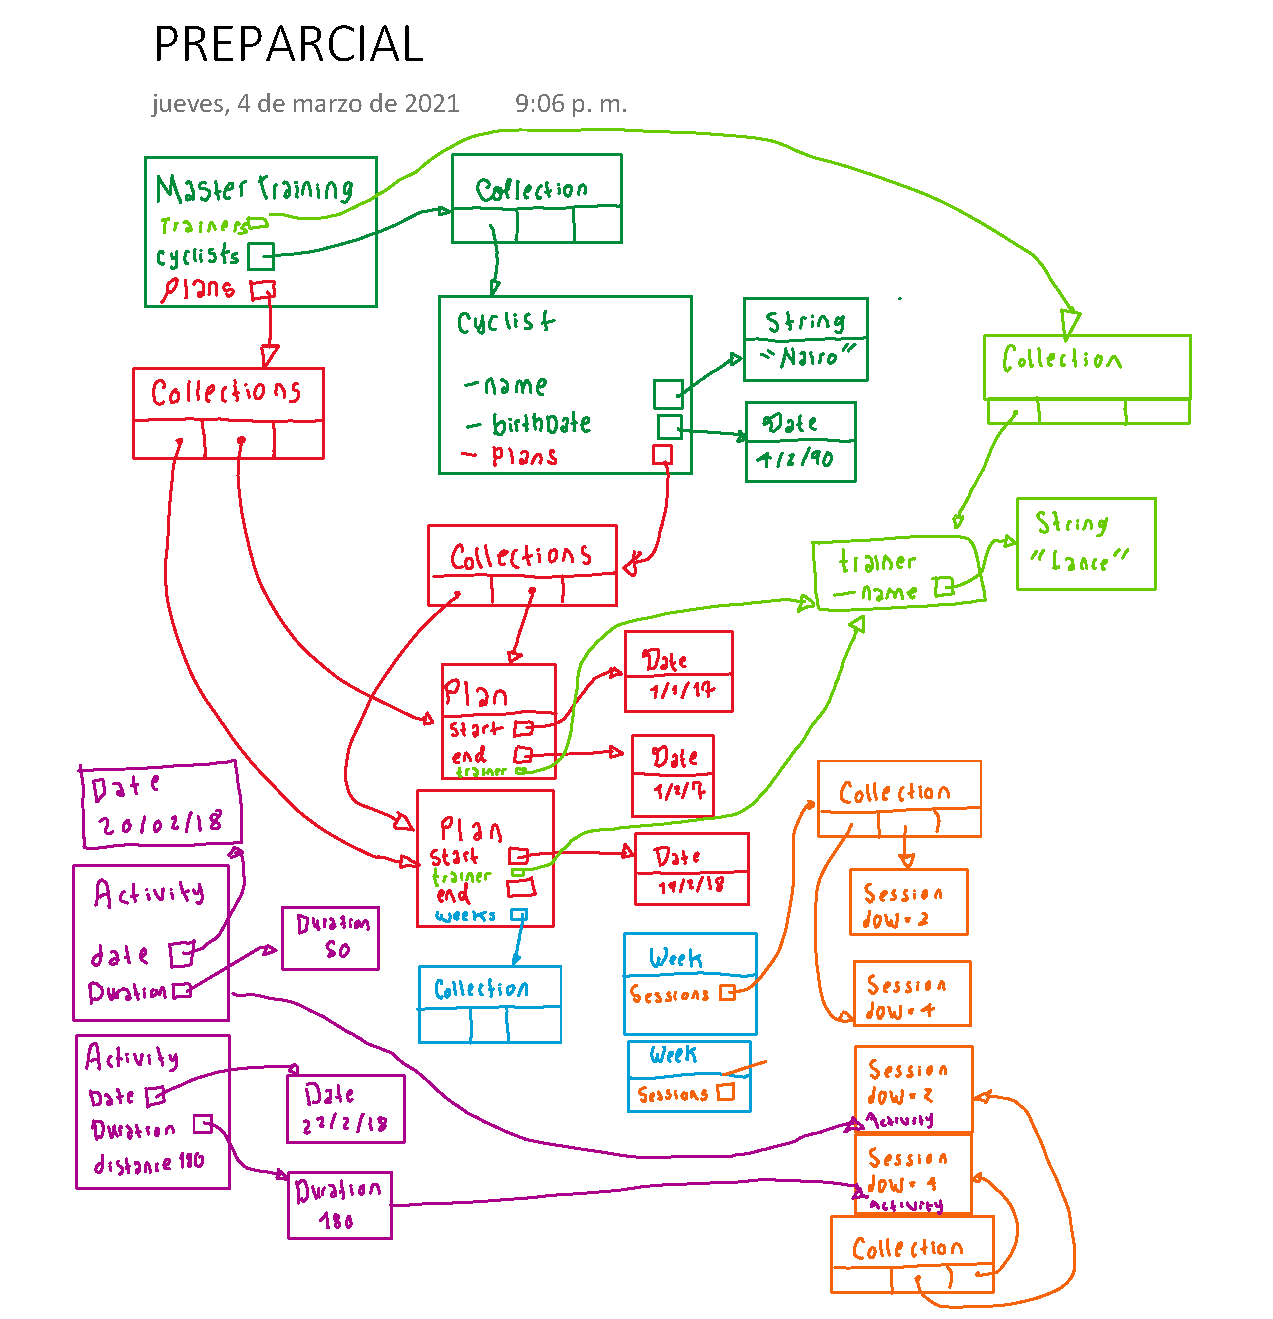 PREPARCIAL
jueves, 4 de marzo de 2021 9:06 p. m.
Master Training
Trainers
cyclists
Plans
Collection
Cyclist
-name
- birthDate
- Plans
String
"Nairo"
Date
4/2/90
Collection
Collections
Collections
trainer
-name
String
"Lance"
Plan
start
end
trainer
Date
1/1/17
Date
1/2/7
Plan
Start
trainer
end
weeks
Date
19/2/18
Date
20/02/18
Activity
date
Duration
Duration
50
Collection
Week
Sessions
Week
Sessions
Collection
Session
dow=2
Session
dow=4
Activity
Date
Duration
distance 180
Date
22/2/18
Duration
180
Session
dow=2
Activity
Session
dow=4
Activity
Collection